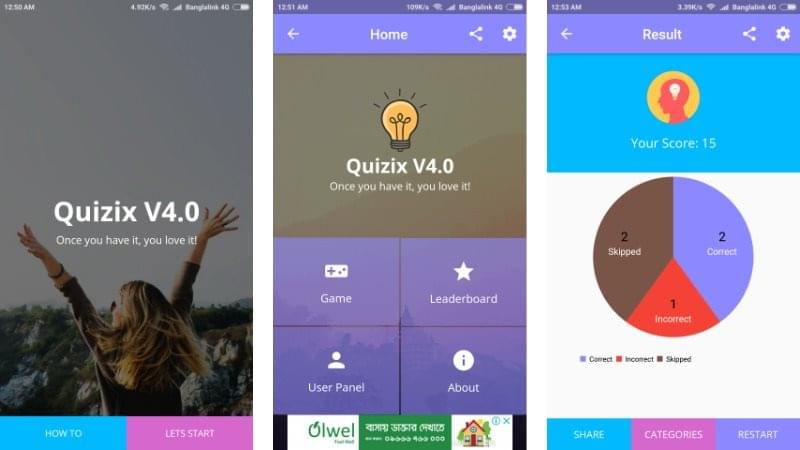 12:50 AM 4.92K/s Banglalink 4G
Quizix V4.0
Once you have it, you love it!
HOW TO LETS START
12:51 AM 109K/s Banglalink 4G
Home
Quizix V4.0
Once you have it, you love it!
Game Leaderboard
User Panel About
Olwel
বাসায় ডাক্তার দেখাতে
12:53 AM 3.39K/s Banglalink 4G
Result
Your Score: 15
2 2
Skipped Correct
1
Incorrect
Correct Incorrect Skipped
SHARE CATEGORIES RESTART